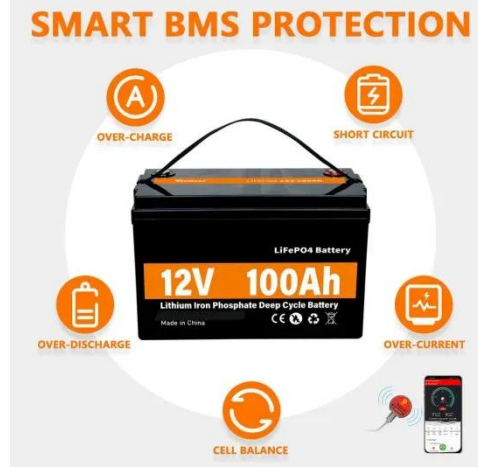 SMART BMS PROTECTION
A
OVER-CHARGE
SHORT CIRCUIT
LiFePO4 Battery
12V 100Ah
Lithium Iron Phosphate Deep Cycle Battery
Made in China
CE
OVER-DISCHARGE
OVER-CURRENT
CELL BALANCE